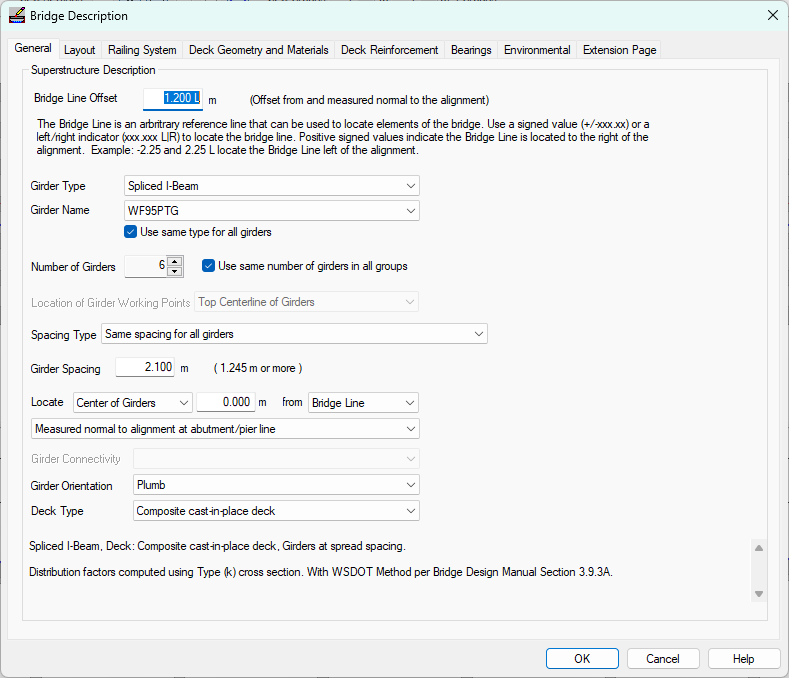 Bridge Description
General Layout Railing System Deck Geometry and Materials Deck Reinforcement Bearings Environmental Extension Page
Superstructure Description
Bridge Line Offset 1.200 L m (Offset from and measured normal to the alignment)
The Bridge Line is an arbritrary reference line that can be used to locate elements of the bridge. Use a signed value (+/-xxx.xx) or a
left/right indicator (xxx.xxx L|R) to locate the bridge line. Positive signed values indicate the Bridge Line is located to the right of the
alignment. Example: -2.25 and 2.25 L locate the Bridge Line left of the alignment.
Girder Type Spliced I-Beam
Girder Name WF95PTG
Use same type for all girders
Number of Girders 6 Use same number of girders in all groups
Location of Girder Working Points Top Centerline of Girders
Spacing Type Same spacing for all girders
Girder Spacing 2.100 m ( 1.245 m or more )
Locate Center of Girders 0.000 m from Bridge Line
Measured normal to alignment at abutment/pier line
Girder Connectivity
Girder Orientation Plumb
Deck Type Composite cast-in-place deck
Spliced I-Beam, Deck: Composite cast-in-place deck, Girders at spread spacing.
Distribution factors computed using Type (k) cross section. With WSDOT Method per Bridge Design Manual Section 3.9.3A.
OK Cancel Help